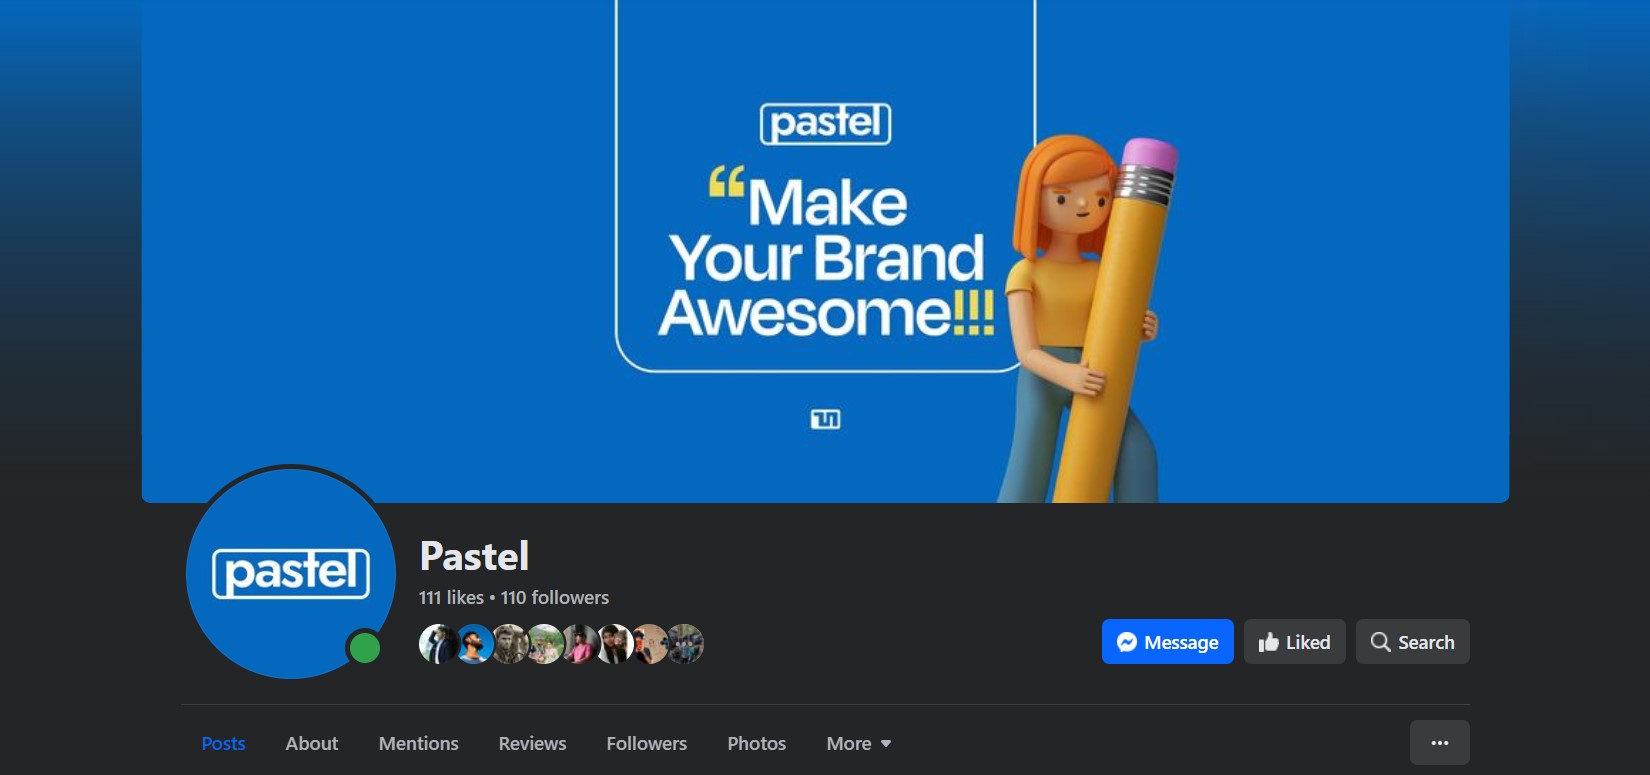 pastel
“Make
Your Brand
Awesome!!!
pastel
Pastel
111 likes • 110 followers
Message
Liked
Search
Posts
About
Mentions
Reviews
Followers
Photos
More